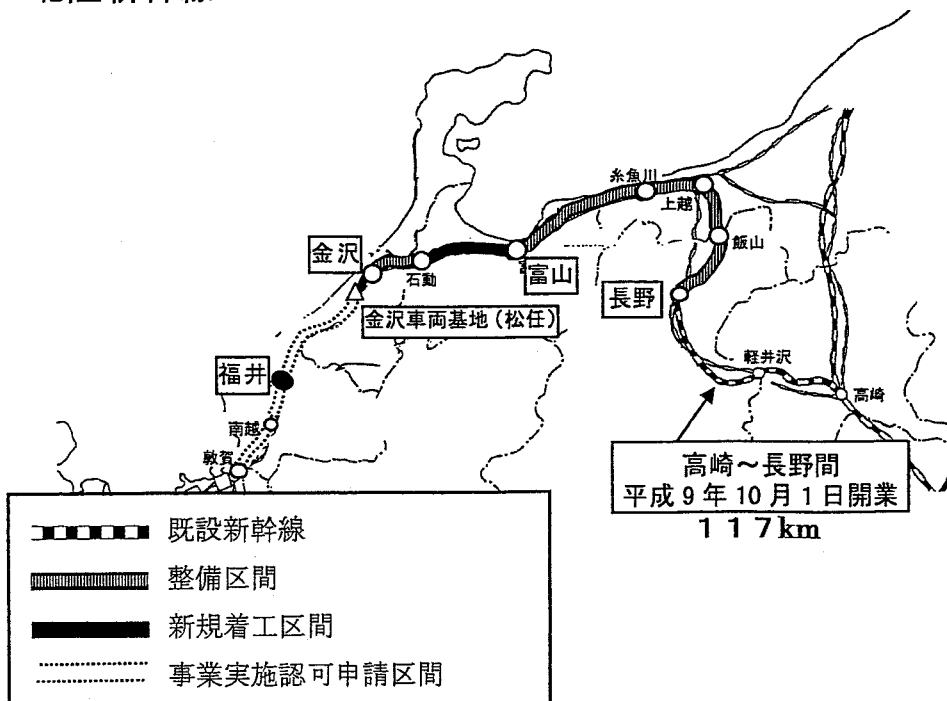 糸魚川
上越
飯山
金沢
石動
富山
長野
金沢車両基地（松任）
軽井沢
福井
高崎
南越
敦賀
高崎～長野間
平成9年10月1日開業
117km
既設新幹線
整備区間
新規着工区間
事業実施認可申請区間